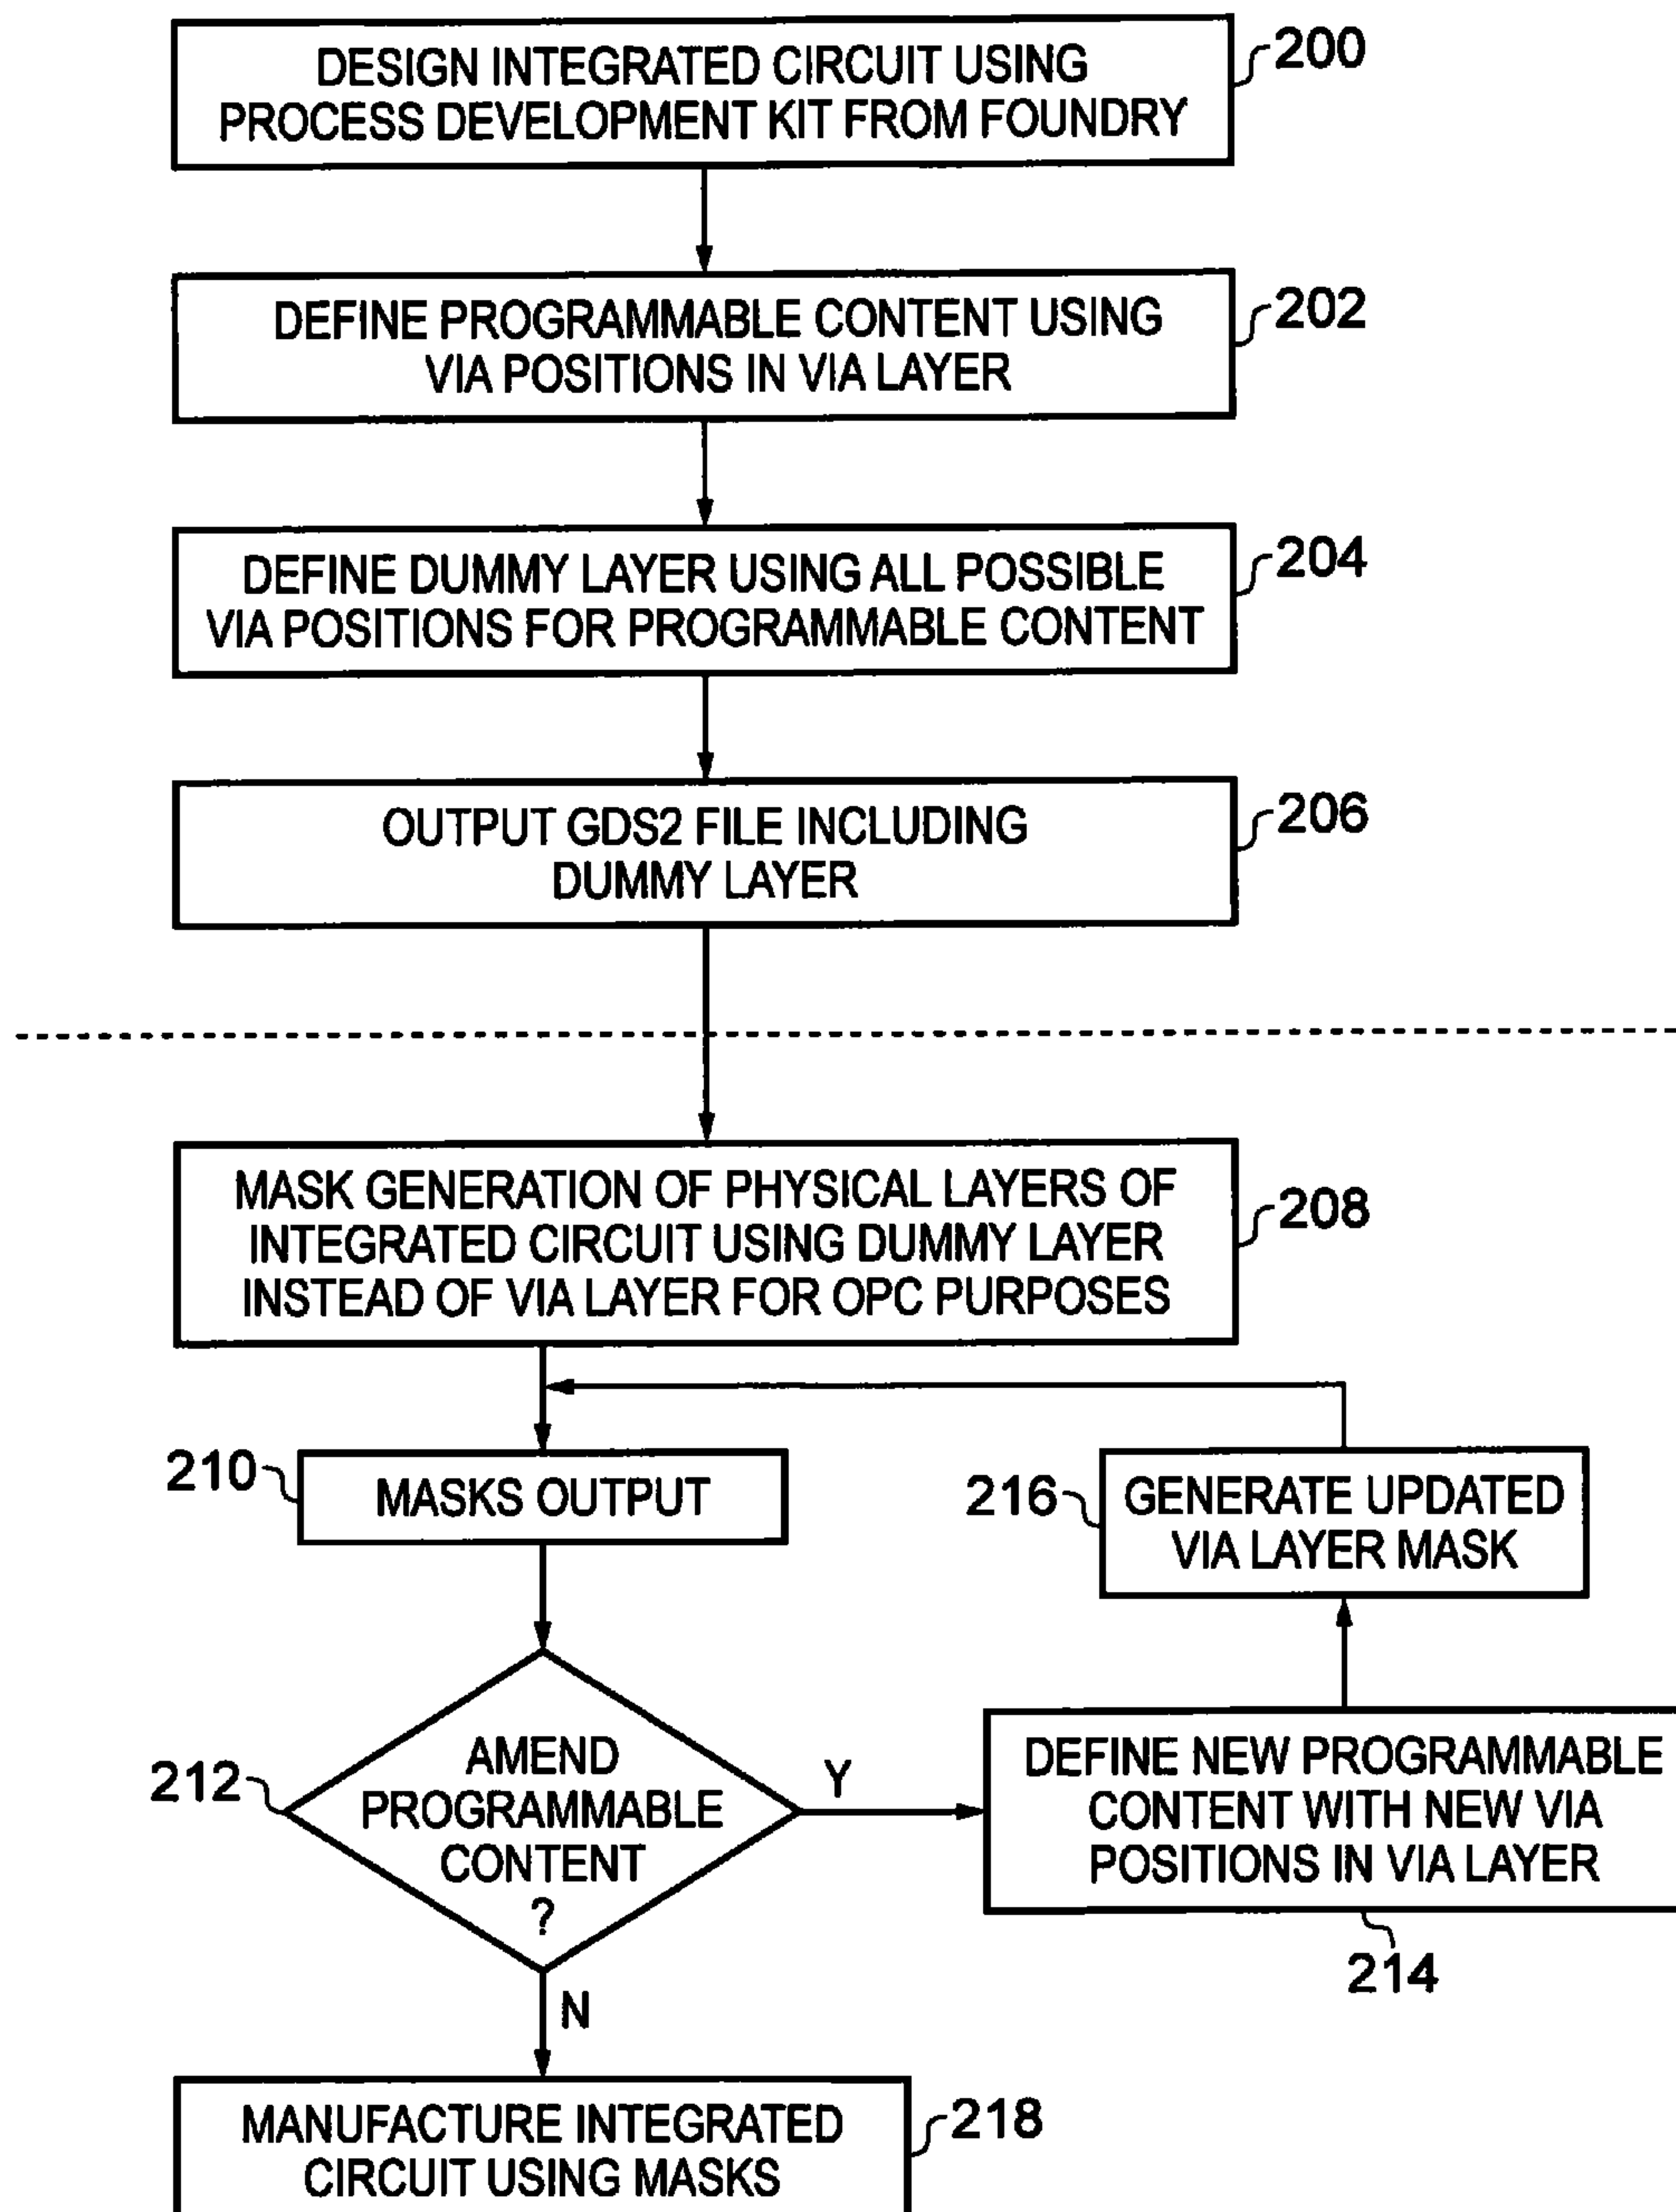 DESIGN INTEGRATED CIRCUIT USING
PROCESS DEVELOPMENT KIT FROM FOUNDRY
200
DEFINE PROGRAMMABLE CONTENT USING
VIA POSITIONS IN VIA LAYER
202
DEFINE DUMMY LAYER USING ALL POSSIBLE
VIA POSITIONS FOR PROGRAMMABLE CONTENT
204
OUTPUT GDS2 FILE INCLUDING
DUMMY LAYER
206
MASK GENERATION OF PHYSICAL LAYERS OF
INTEGRATED CIRCUIT USING DUMMY LAYER
INSTEAD OF VIA LAYER FOR OPC PURPOSES
208
210
MASKS OUTPUT
216
GENERATE UPDATED
VIA LAYER MASK
212
AMEND
PROGRAMMABLE
CONTENT
?
Y
DEFINE NEW PROGRAMMABLE
CONTENT WITH NEW VIA
POSITIONS IN VIA LAYER
214
N
MANUFACTURE INTEGRATED
CIRCUIT USING MASKS
218